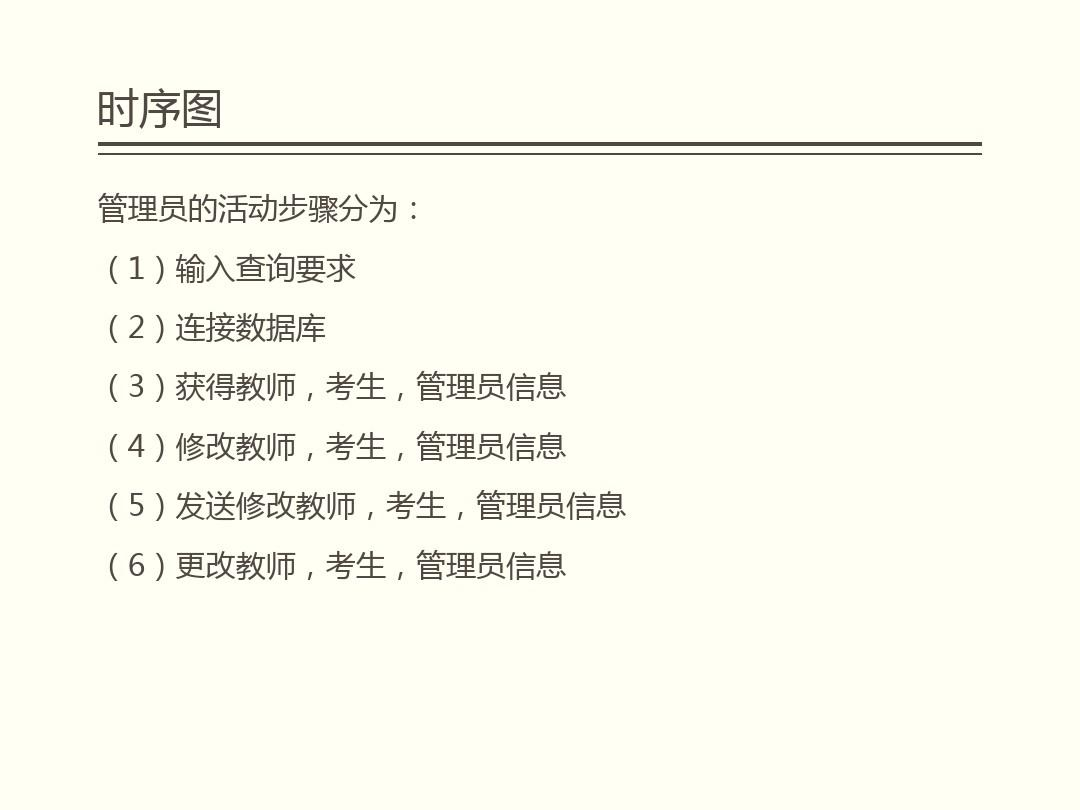 时序图
管理员的活动步骤分为：
（1）输入查询要求
（2）连接数据库
（3）获得教师，考生，管理员信息
（4）修改教师，考生，管理员信息
（5）发送修改教师，考生，管理员信息
（6）更改教师，考生，管理员信息